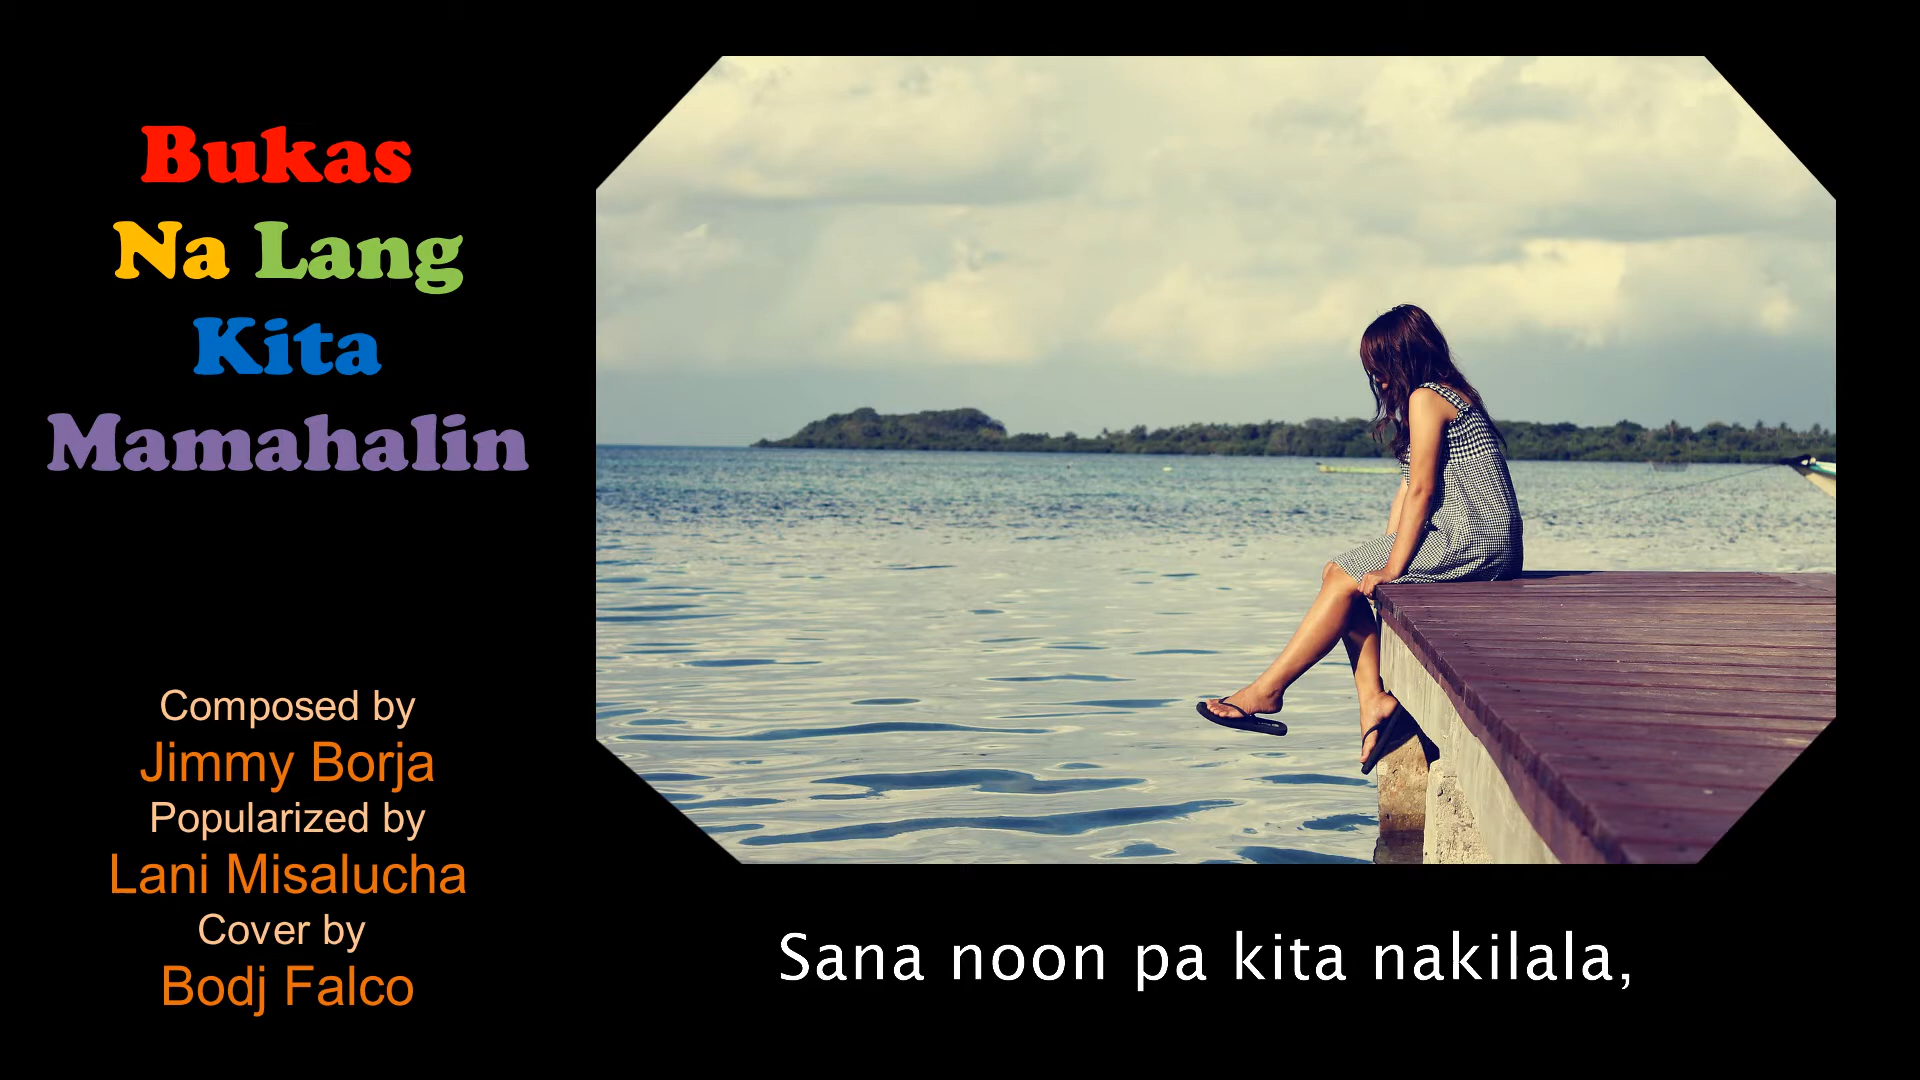 Bukas
Na Lang
Kita
Mamahalin
Composed by
Jimmy Borja
Popularized by
Lani Misalucha
Cover by
Bodj Falco
Sana noon pa kita nakilala,